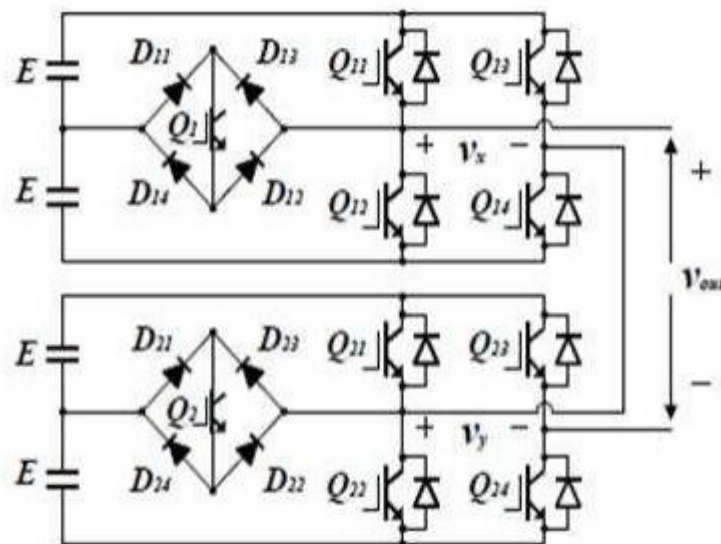 D11 D13 Q11 Q13
E
Q1
+ vx −
E
D14 D12 Q12 Q14
+
vout
D21 D23 Q21 Q23
E
Q2
−
+ vy −
E
D24 D22 Q22 Q24